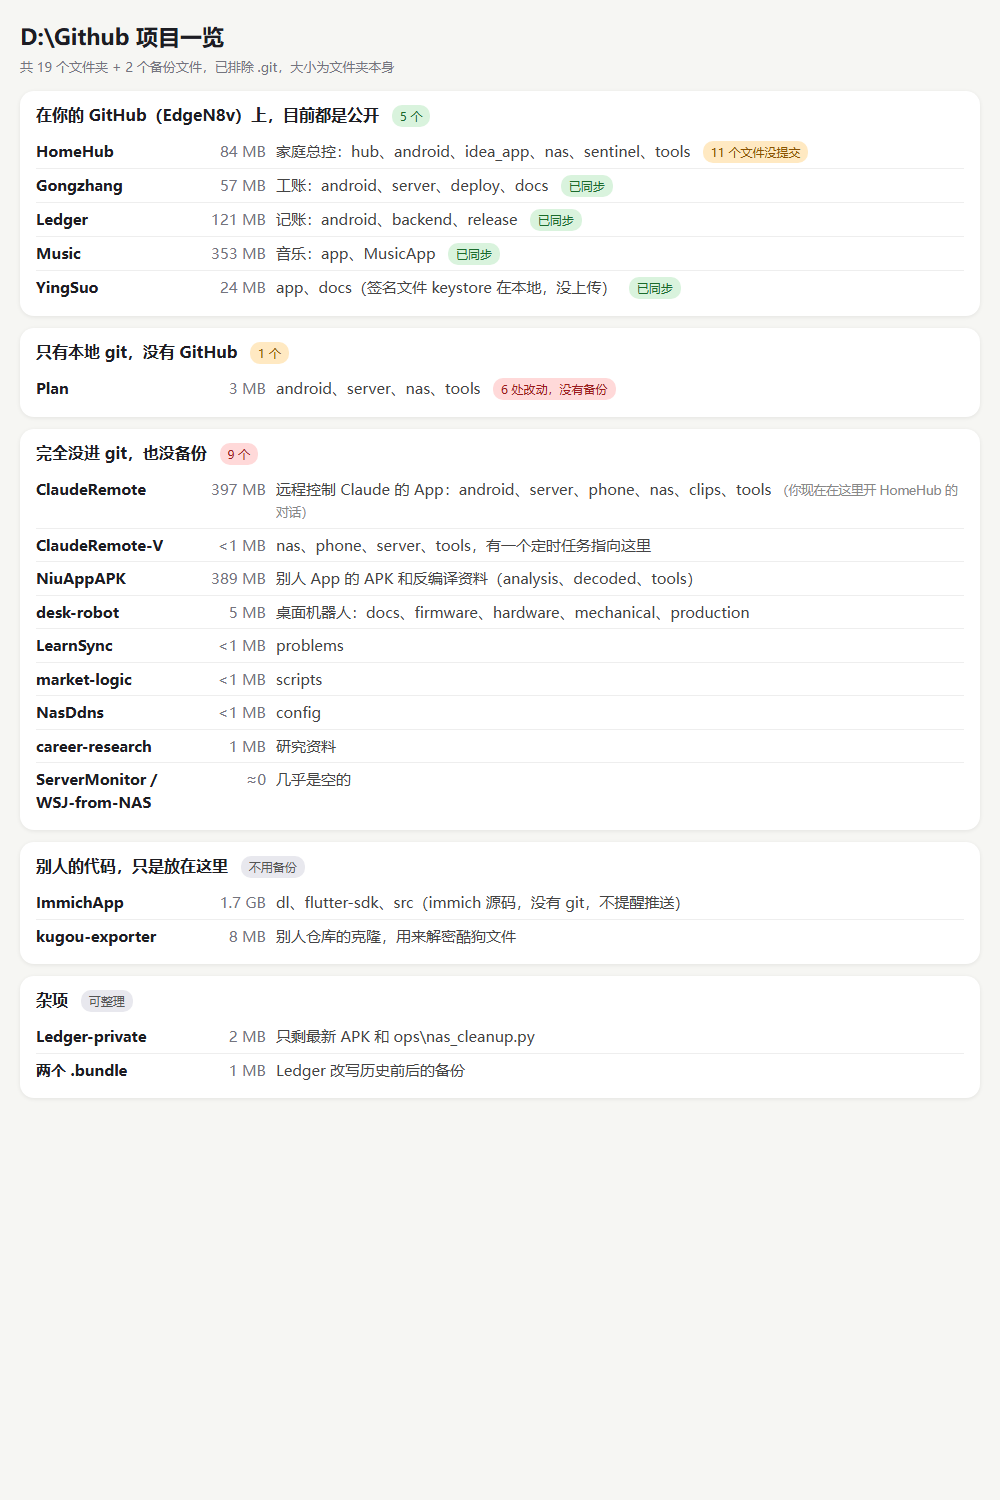 D:\Github 项目一览
共 19 个文件夹 + 2 个备份文件，已排除 .git，大小为文件夹本身
在你的 GitHub（EdgeN8v）上，目前都是公开 5 个
HomeHub 84 MB 家庭总控：hub、android、idea_app、nas、sentinel、tools 11 个文件没提交
Gongzhang 57 MB 工账：android、server、deploy、docs 已同步
Ledger 121 MB 记账：android、backend、release 已同步
Music 353 MB 音乐：app、MusicApp 已同步
YingSuo 24 MB app、docs（签名文件 keystore 在本地，没上传） 已同步
只有本地 git，没有 GitHub 1 个
Plan 3 MB android、server、nas、tools 6 处改动，没有备份
完全没进 git，也没备份 9 个
ClaudeRemote 397 MB 远程控制 Claude 的 App：android、server、phone、nas、clips、tools （你现在在这里开 HomeHub 的
对话）
ClaudeRemote-V <1 MB nas、phone、server、tools，有一个定时任务指向这里
NiuAppAPK 389 MB 别人 App 的 APK 和反编译资料（analysis、decoded、tools）
desk-robot 5 MB 桌面机器人：docs、firmware、hardware、mechanical、production
LearnSync <1 MB problems
market-logic <1 MB scripts
NasDdns <1 MB config
career-research 1 MB 研究资料
ServerMonitor / ≈0 几乎是空的
WSJ-from-NAS
别人的代码，只是放在这里 不用备份
ImmichApp 1.7 GB dl、flutter-sdk、src（immich 源码，没有 git，不提醒推送）
kugou-exporter 8 MB 别人仓库的克隆，用来解密酷狗文件
杂项 可整理
Ledger-private 2 MB 只剩最新 APK 和 ops\nas_cleanup.py
两个 .bundle 1 MB Ledger 改写历史前后的备份